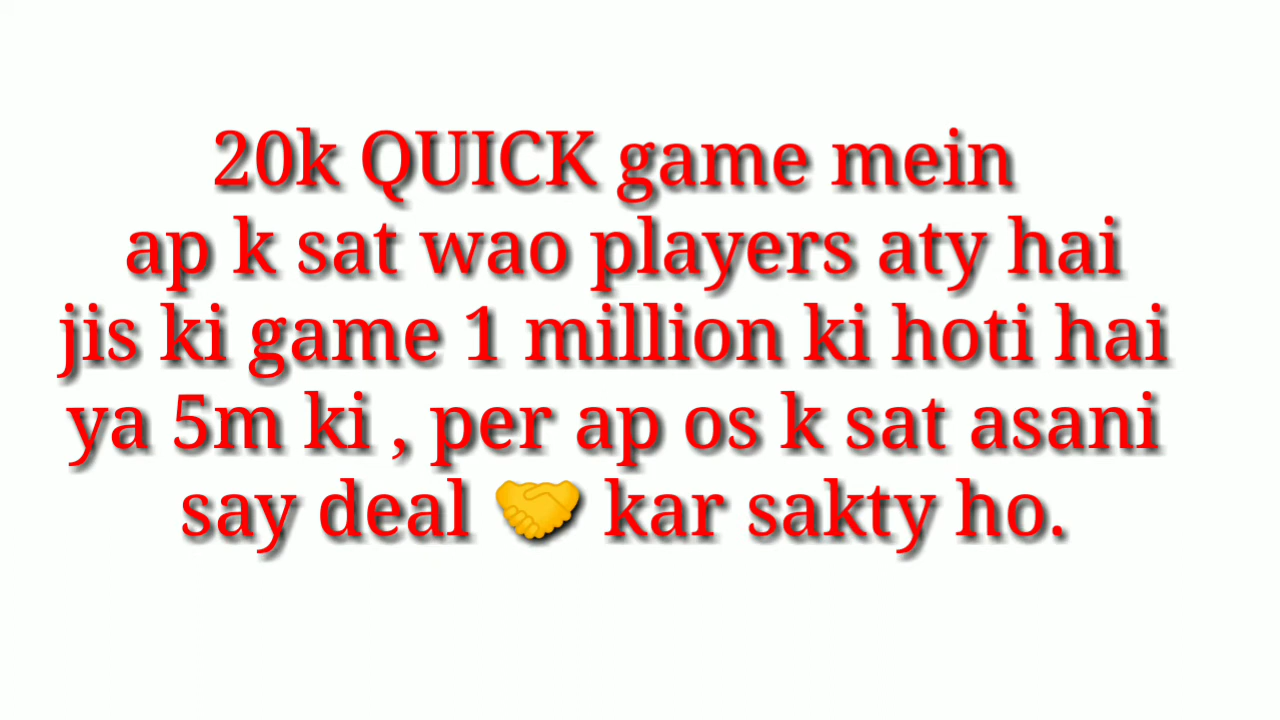 20k QUICK game mein
ap k sat wao players aty hai
jis ki game 1 million ki hoti hai
ya 5m ki , per ap os k sat asani
say deal 🤝 kar sakty ho.